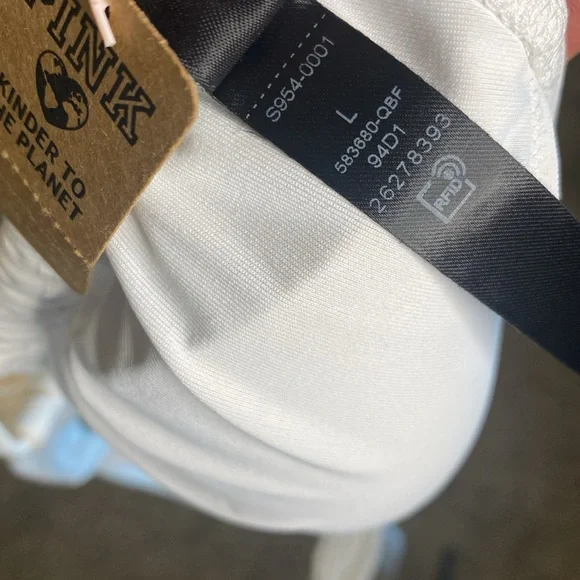 PINK
KINDER TO
THE PLANET
S954-0001
L
583680-QBF
94D1
26278393
RFID